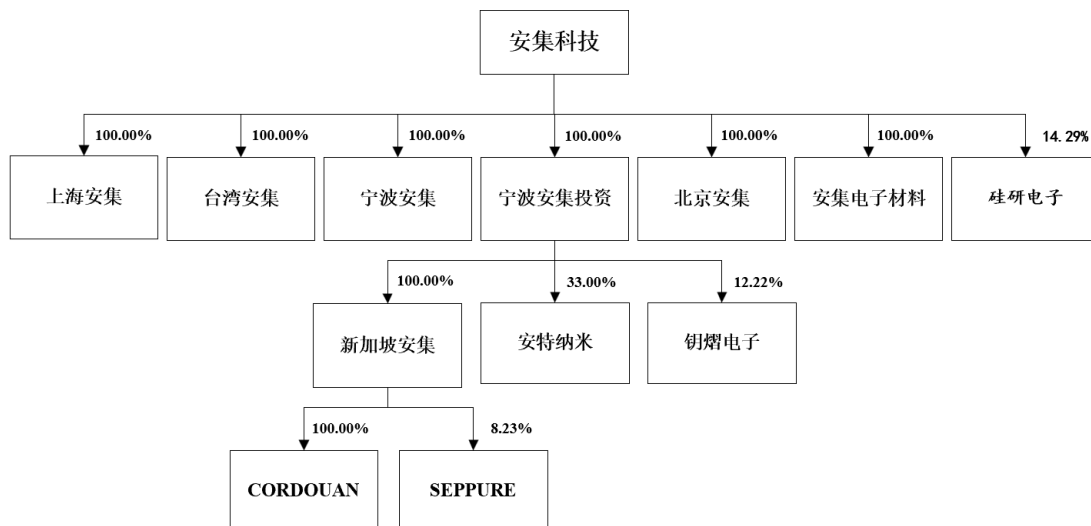 安集科技
100.00% 100.00% 100.00% 100.00% 100.00% 100.00% 14.29%
上海安集 台湾安集 宁波安集 宁波安集投资 北京安集 安集电子材料 硅研电子
100.00% 33.00% 12.22%
新加坡安集 安特纳米 钥熠电子
100.00% 8.23%
CORDOUAN SEPPURE